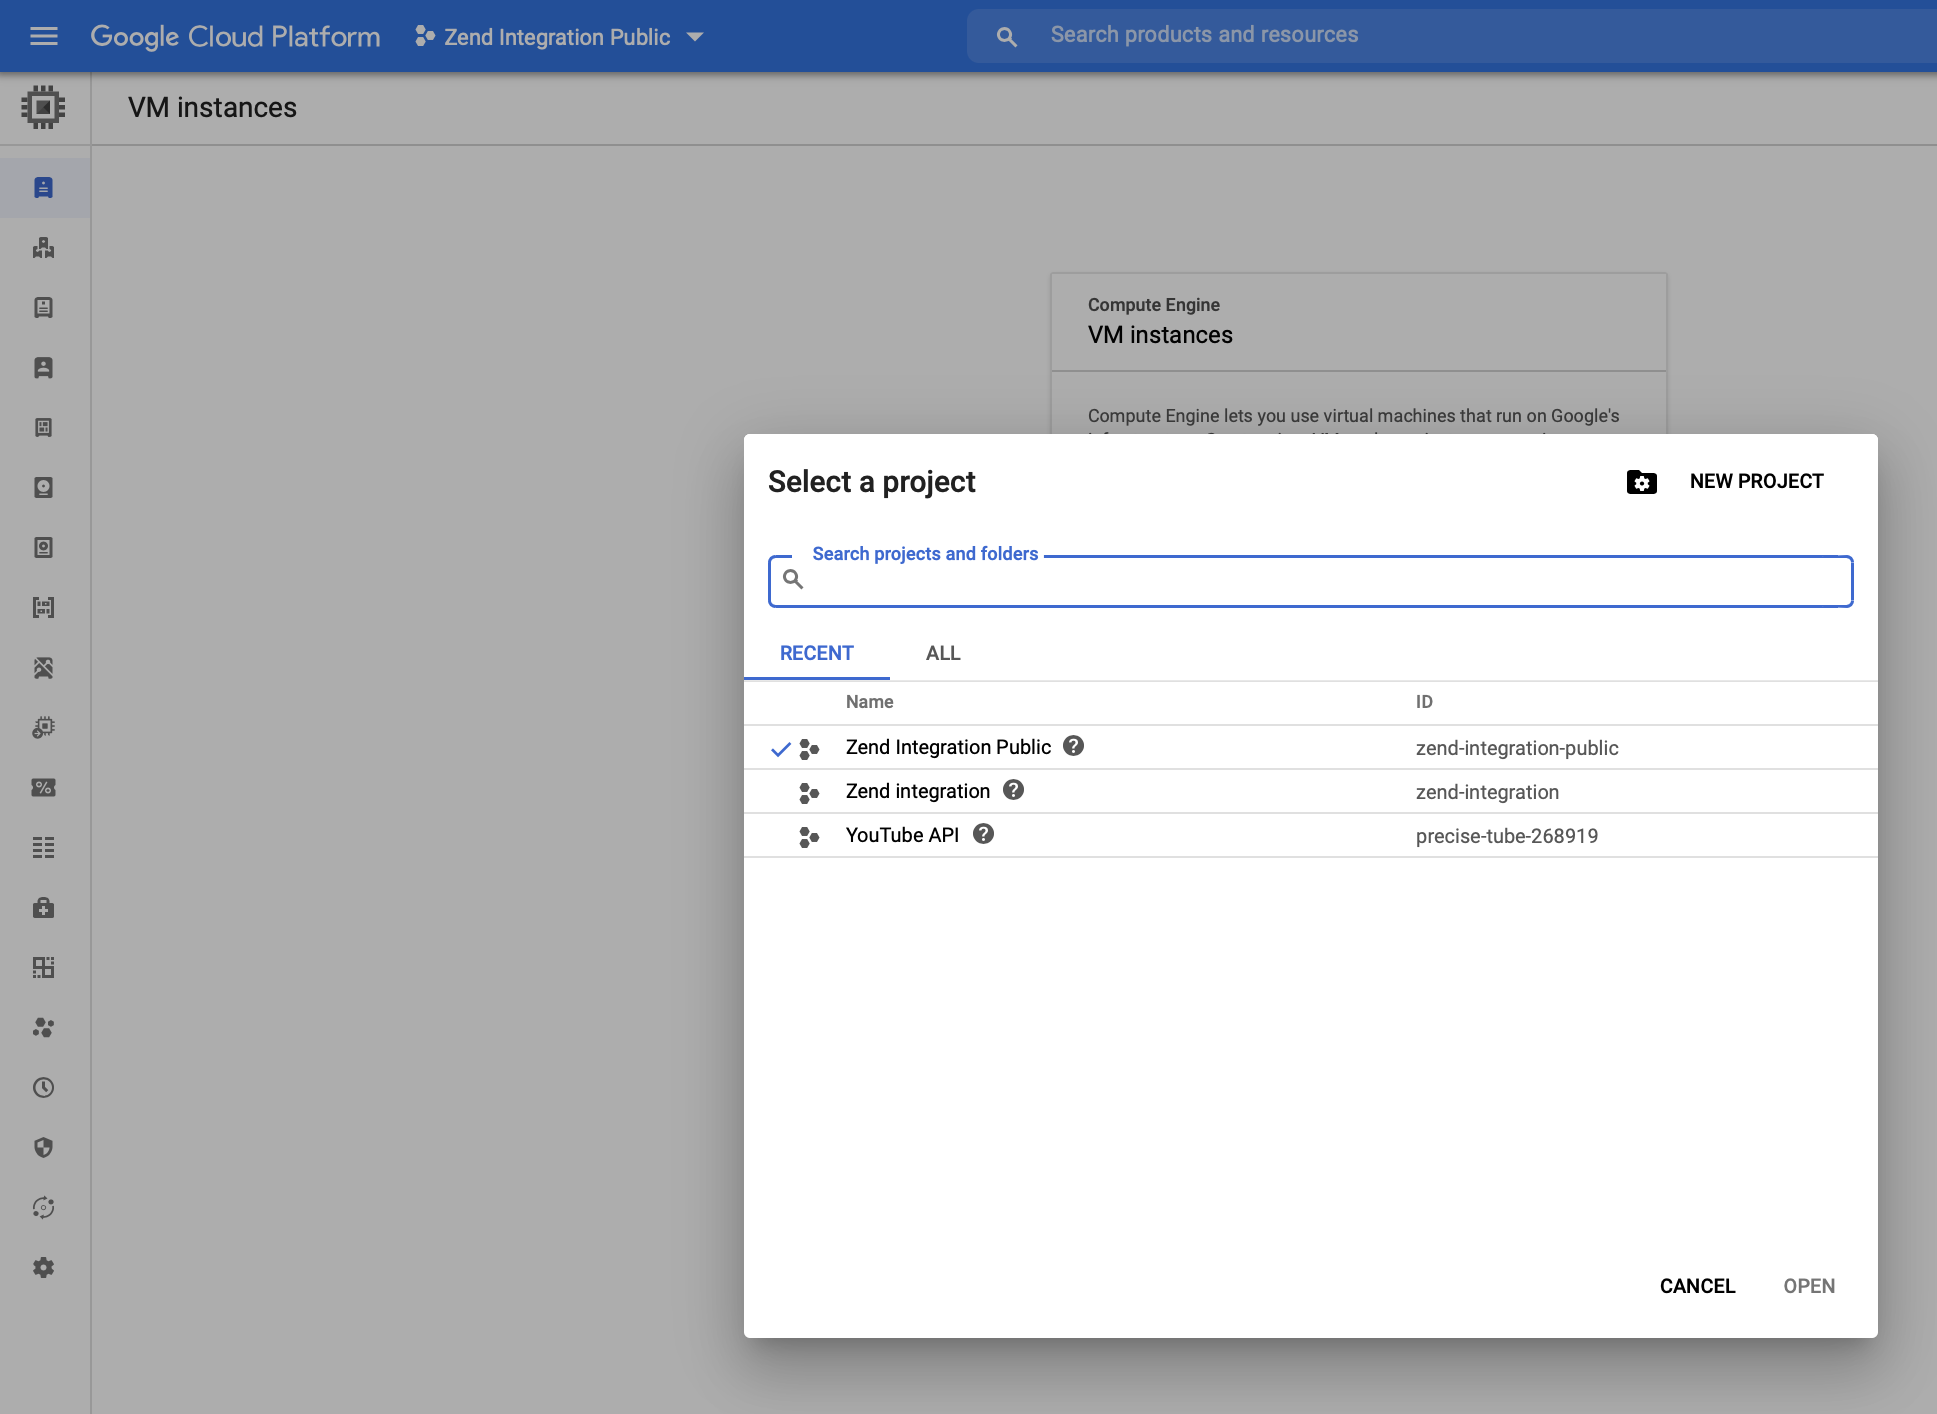 Google Cloud Platform
Zend Integration Public
Search products and resources
VM instances
Compute Engine
VM instances
Compute Engine lets you use virtual machines that run on Google's
Select a project
NEW PROJECT
Search projects and folders
RECENT
ALL
Name
ID
Zend Integration Public
zend-integration-public
Zend integration
zend-integration
YouTube API
precise-tube-268919
CANCEL
OPEN